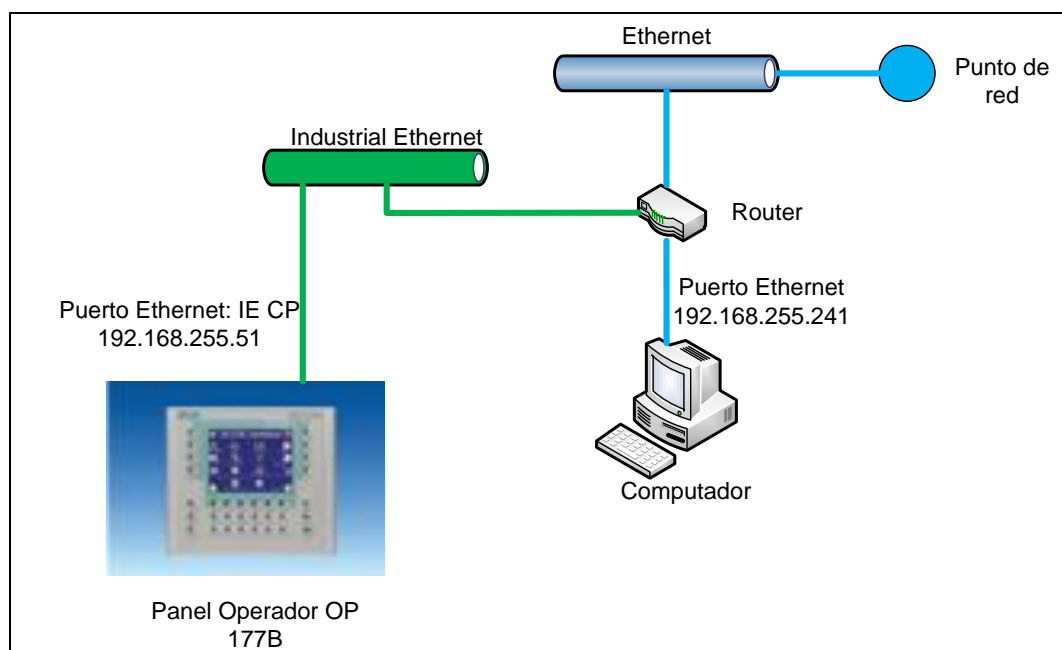 Ethernet
Punto de
red
Industrial Ethernet
Router
Puerto Ethernet: IE CP
192.168.255.51
Puerto Ethernet
192.168.255.241
Computador
Panel Operador OP
177B